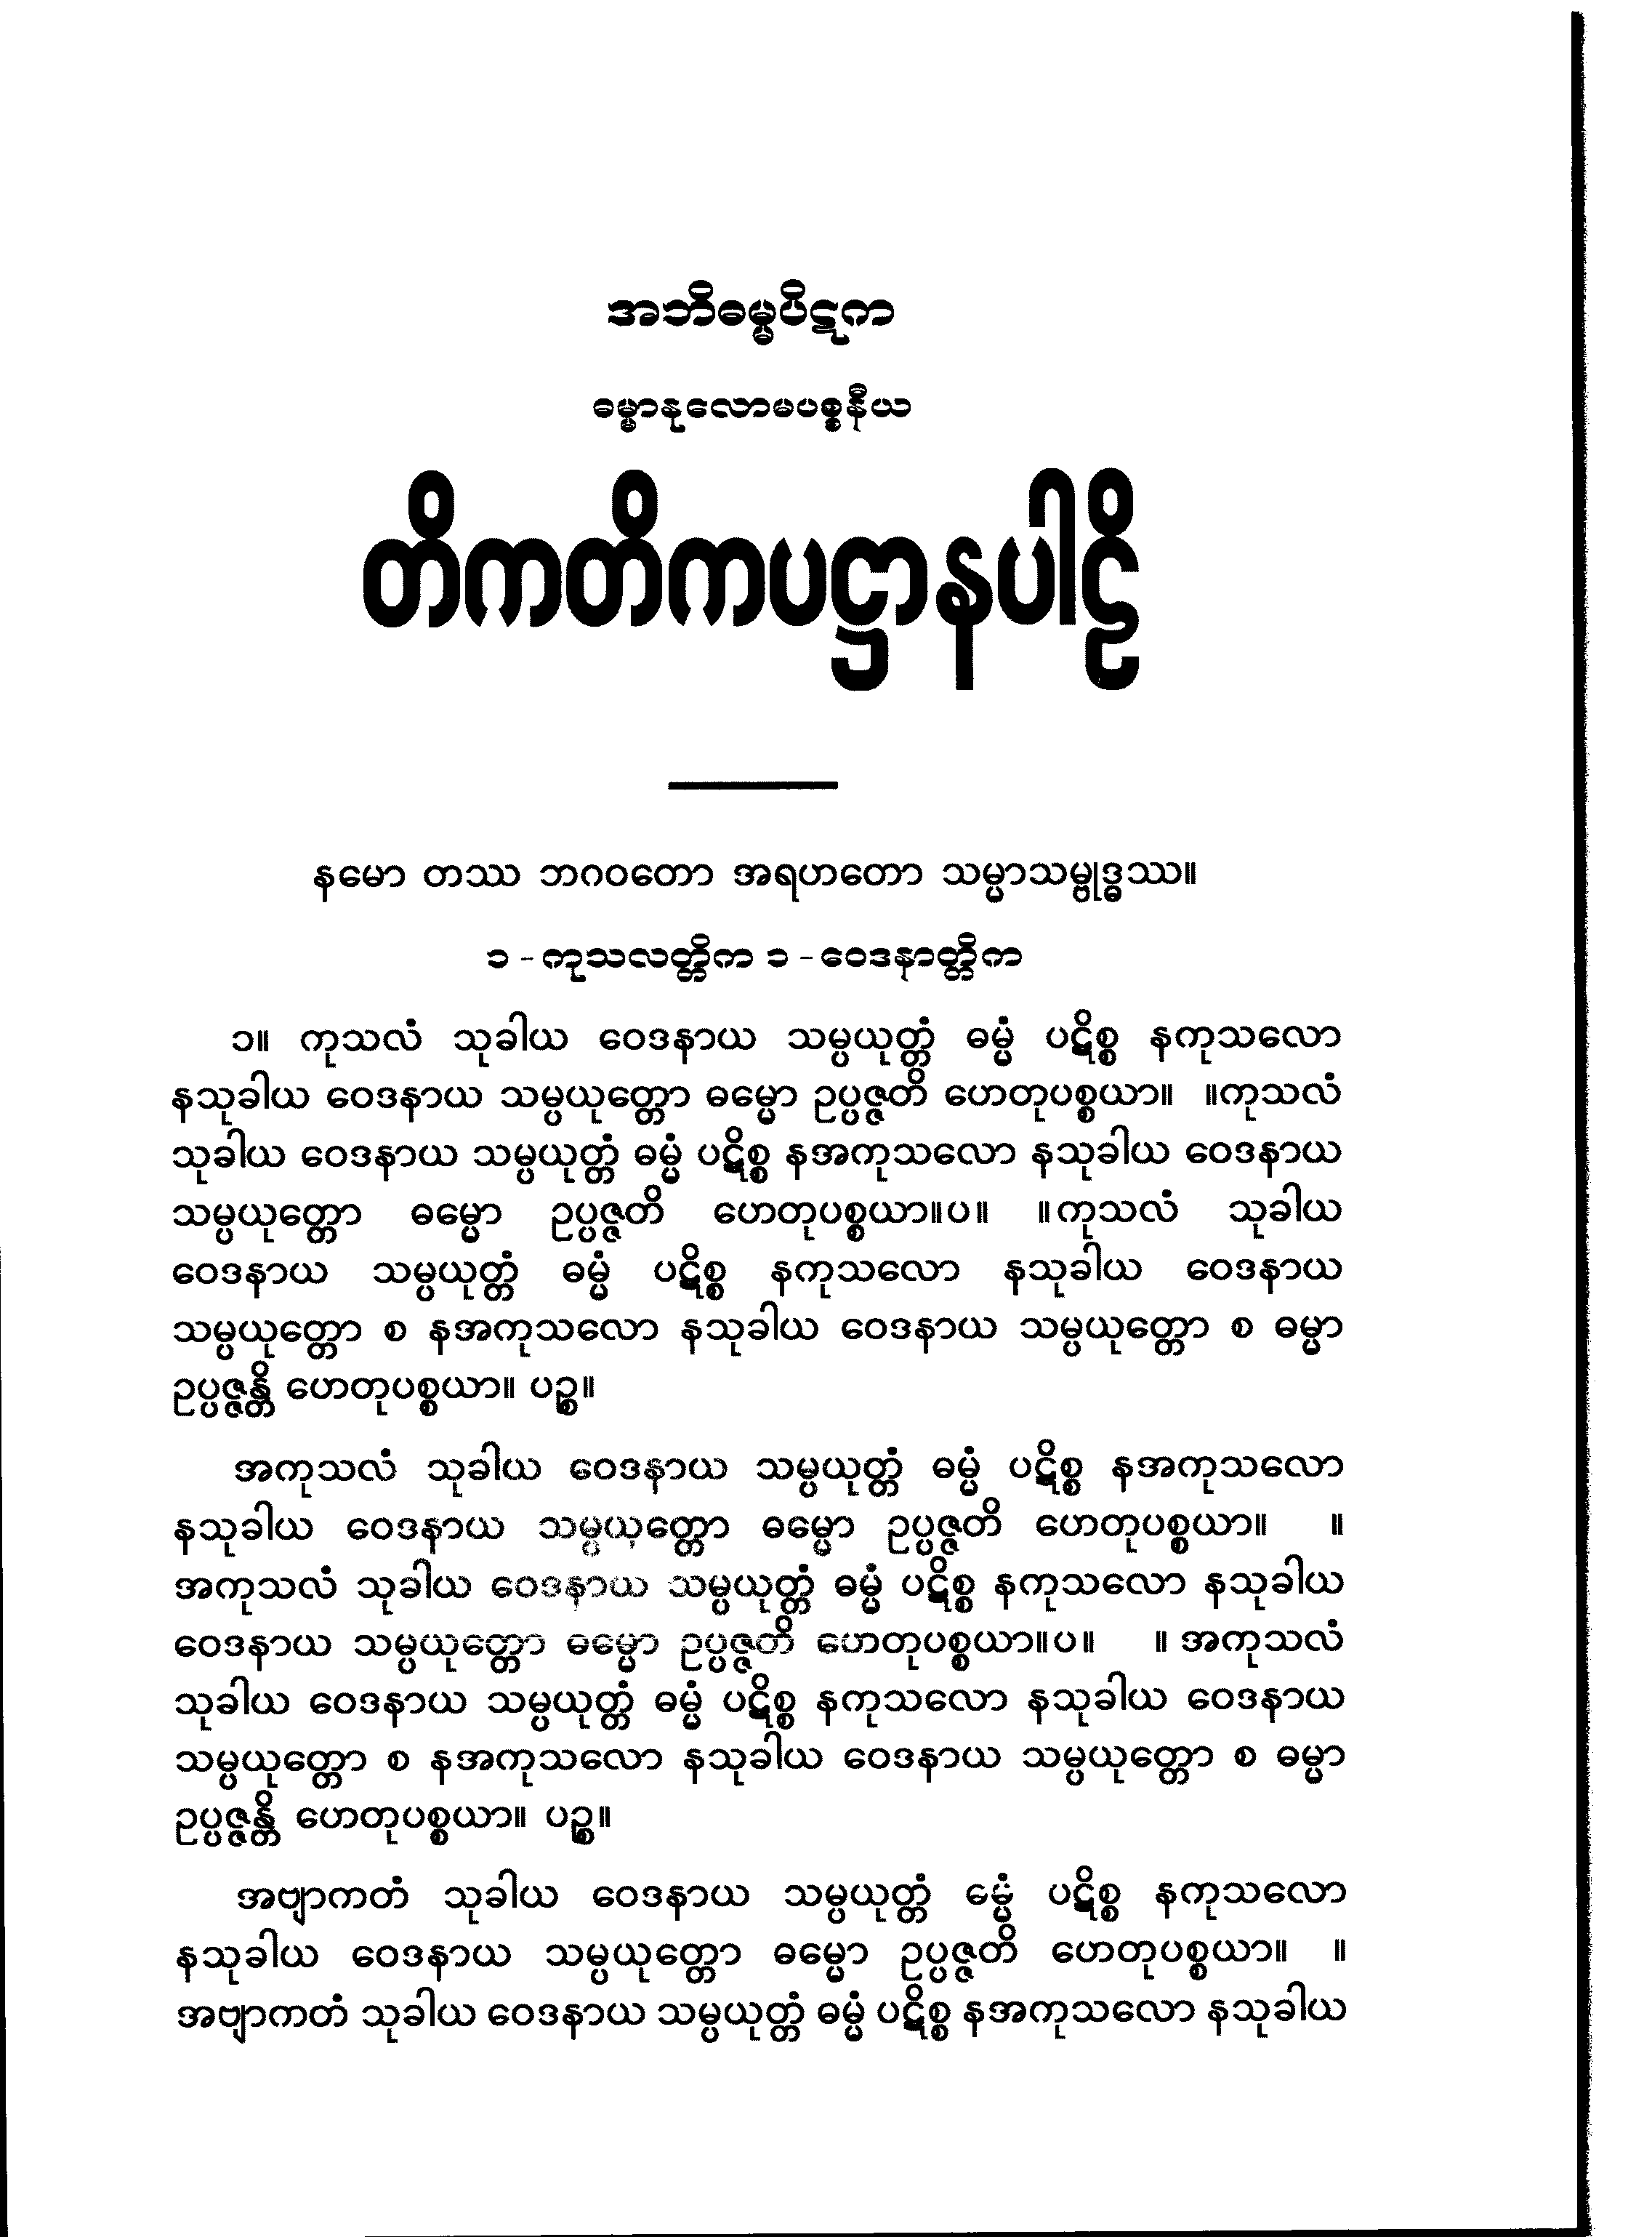 အဘိဓမ္မပိဋက
ဓမ္မာနုလောမပစ္စနီယ
တိကတိကပဋ္ဌာနပါဠိ
နမော တဿ ဘဂဝတော အရဟတော သမ္မာသမ္ဗုဒ္ဓဿ။
၁ - ကုသလတ္တိက ၁ - ဝေဒနာတ္တိက
၁။ ကုသလံ သုခါယ ဝေဒနာယ သမ္ပယုတ္တံ ဓမ္မံ ပဋိစ္စ နကုသလော
နသုခါယ ဝေဒနာယ သမ္ပယုတ္တော ဓမ္မော ဥပ္ပဇ္ဇတိ ဟေတုပစ္စယာ။ ။ကုသလံ
သုခါယ ဝေဒနာယ သမ္ပယုတ္တံ ဓမ္မံ ပဋိစ္စ နအကုသလော နသုခါယ ဝေဒနာယ
သမ္ပယုတ္တော ဓမ္မော ဥပ္ပဇ္ဇတိ ဟေတုပစ္စယာ။ပ။ ။ကုသလံ သုခါယ
ဝေဒနာယ သမ္ပယုတ္တံ ဓမ္မံ ပဋိစ္စ နကုသလော နသုခါယ ဝေဒနာယ
သမ္ပယုတ္တော စ နအကုသလော နသုခါယ ဝေဒနာယ သမ္ပယုတ္တော စ ဓမ္မာ
ဥပ္ပဇ္ဇန္တိ ဟေတုပစ္စယာ။ ပဉ္စ။
အကုသလံ သုခါယ ဝေဒနာယ သမ္ပယုတ္တံ ဓမ္မံ ပဋိစ္စ နအကုသလော
နသုခါယ ဝေဒနာယ သမ္ပယုတ္တော ဓမ္မော ဥပ္ပဇ္ဇတိ ဟေတုပစ္စယာ။ ။
အကုသလံ သုခါယ ဝေဒနာယ သမ္ပယုတ္တံ ဓမ္မံ ပဋိစ္စ နကုသလော နသုခါယ
ဝေဒနာယ သမ္ပယုတ္တော ဓမ္မော ဥပ္ပဇ္ဇတိ ဟေတုပစ္စယာ။ပ။ ။ အကုသလံ
သုခါယ ဝေဒနာယ သမ္ပယုတ္တံ ဓမ္မံ ပဋိစ္စ နကုသလော နသုခါယ ဝေဒနာယ
သမ္ပယုတ္တော စ နအကုသလော နသုခါယ ဝေဒနာယ သမ္ပယုတ္တော စ ဓမ္မာ
ဥပ္ပဇ္ဇန္တိ ဟေတုပစ္စယာ။ ပဉ္စ။
အဗျာကတံ သုခါယ ဝေဒနာယ သမ္ပယုတ္တံ ဓမ္မံ ပဋိစ္စ နကုသလော
နသုခါယ ဝေဒနာယ သမ္ပယုတ္တော ဓမ္မော ဥပ္ပဇ္ဇတိ ဟေတုပစ္စယာ။ ။
အဗျာကတံ သုခါယ ဝေဒနာယ သမ္ပယုတ္တံ ဓမ္မံ ပဋိစ္စ နအကုသလော နသုခါယ